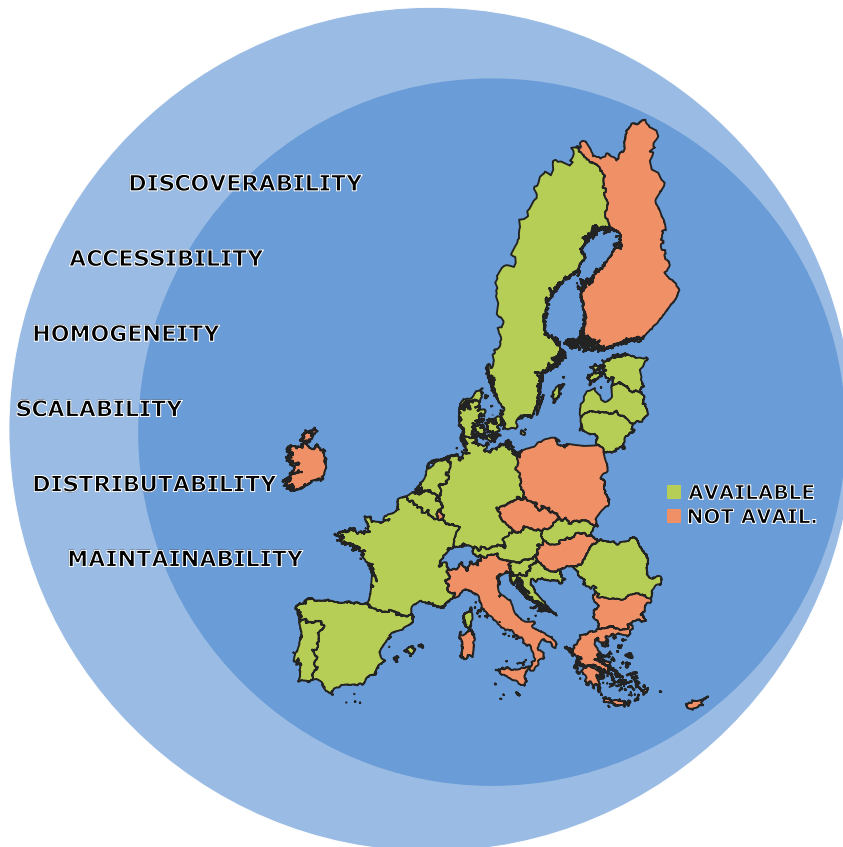 DISCOVERABILITY
ACCESSIBILITY
HOMOGENEITY
SCALABILITY
DISTRIBUTABILITY
MAINTAINABILITY
AVAILABLE
NOT AVAIL.